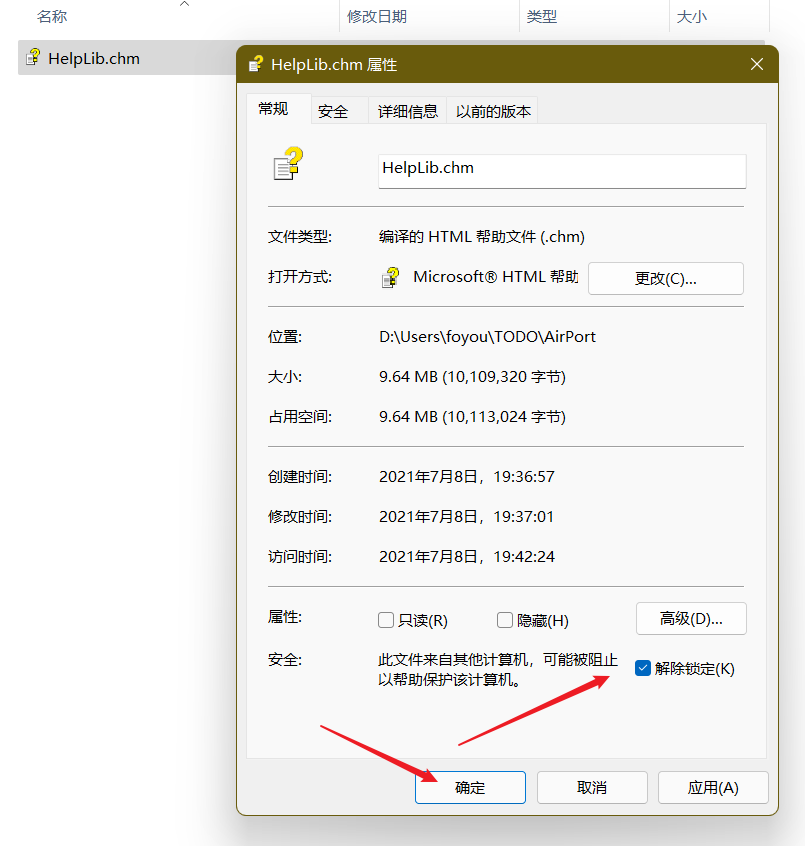 名称 修改日期 类型 大小
HelpLib.chm
HelpLib.chm 属性
常规 安全 详细信息 以前的版本
HelpLib.chm
文件类型: 编译的 HTML 帮助文件 (.chm)
打开方式: Microsoft® HTML 帮助 更改(C)...
位置: D:\Users\foyou\TODO\AirPort
大小: 9.64 MB (10,109,320 字节)
占用空间: 9.64 MB (10,113,024 字节)
创建时间: 2021年7月8日，19:36:57
修改时间: 2021年7月8日，19:37:01
访问时间: 2021年7月8日，19:42:24
属性: 只读(R) 隐藏(H) 高级(D)...
安全: 此文件来自其他计算机，可能被阻止 解除锁定(K)
以帮助保护该计算机。
确定 取消 应用(A)